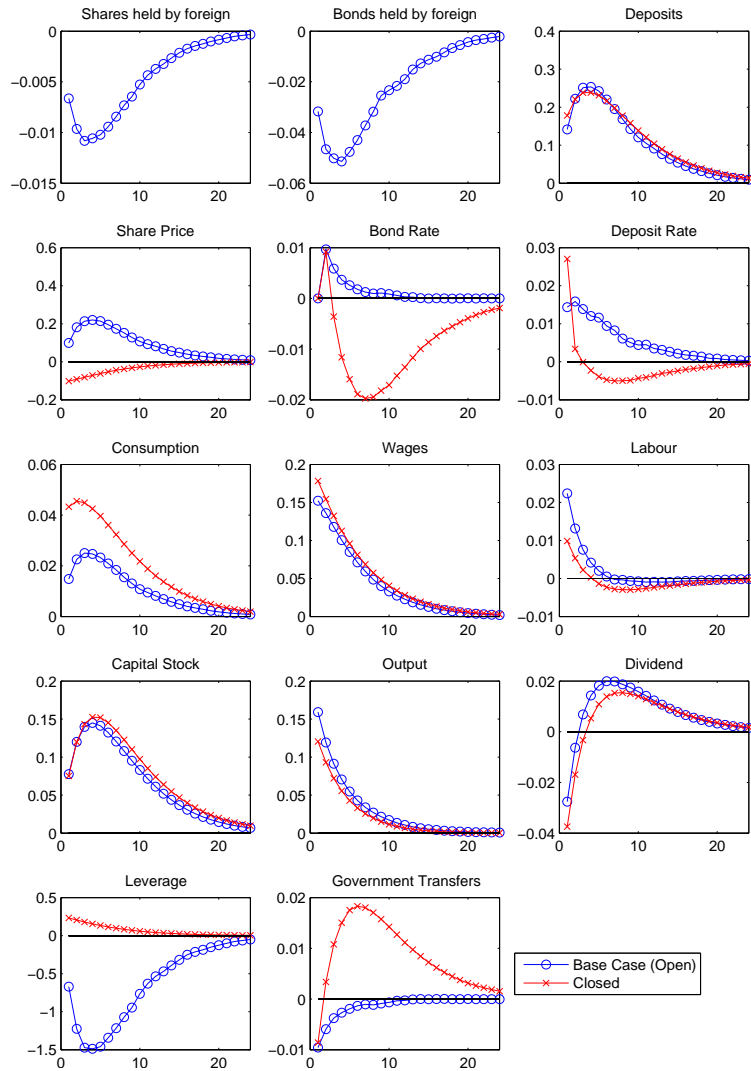 Shares held by foreign
Bonds held by foreign
Deposits
0
−0.005
−0.01
−0.015
0 10 20
0
−0.02
−0.04
−0.06
0 10 20
0.4
0.3
0.2
0.1
0
0 10 20
Share Price
Bond Rate
Deposit Rate
0.6
0.4
0.2
0
−0.2
0 10 20
0.01
0
−0.01
−0.02
0 10 20
0.03
0.02
0.01
0
−0.01
0 10 20
Consumption
Wages
Labour
0.06
0.04
0.02
0
0 10 20
0.2
0.15
0.1
0.05
0
0 10 20
0.03
0.02
0.01
0
−0.01
0 10 20
Capital Stock
Output
Dividend
0.2
0.15
0.1
0.05
0
0 10 20
0.2
0.15
0.1
0.05
0
0 10 20
0.02
0
−0.02
−0.04
0 10 20
Leverage
Government Transfers
0.5
0
−0.5
−1
−1.5
0 10 20
0.02
0.01
0
−0.01
0 10 20
Base Case (Open)
Closed